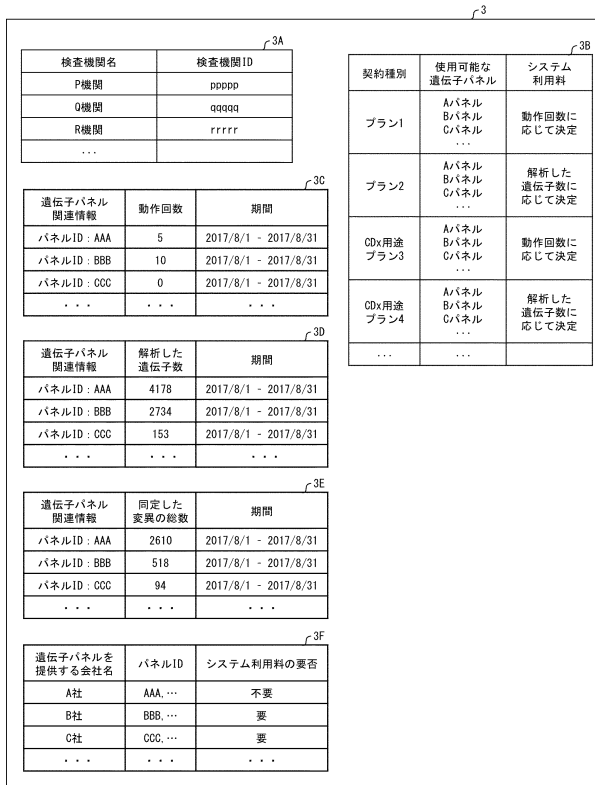 3
3A
検査機関名 検査機関ID
P機関 ppppp
Q機関 qqqqq
R機関 rrrrr
...
3B
契約種別 使用可能な遺伝子パネル システム利用料
プラン1 Aパネル Bパネル Cパネル ... 動作回数に応じて決定
プラン2 Aパネル Bパネル Cパネル ... 解析した遺伝子数に応じて決定
CDx用途プラン3 Aパネル Bパネル Cパネル ... 動作回数に応じて決定
CDx用途プラン4 Aパネル Bパネル Cパネル ... 解析した遺伝子数に応じて決定
... ...
3C
遺伝子パネル関連情報 動作回数 期間
パネルID：AAA 5 2017/8/1 - 2017/8/31
パネルID：BBB 10 2017/8/1 - 2017/8/31
パネルID：CCC 0 2017/8/1 - 2017/8/31
・・・ ・・・ ・・・
3D
遺伝子パネル関連情報 解析した遺伝子数 期間
パネルID：AAA 4178 2017/8/1 - 2017/8/31
パネルID：BBB 2734 2017/8/1 - 2017/8/31
パネルID：CCC 153 2017/8/1 - 2017/8/31
・・・ ・・・
3E
遺伝子パネル関連情報 同定した変異の総数 期間
パネルID：AAA 2610 2017/8/1 - 2017/8/31
パネルID：BBB 518 2017/8/1 - 2017/8/31
パネルID：CCC 94 2017/8/1 - 2017/8/31
・・・ ・・・ ・・・
3F
遺伝子パネルを提供する会社名 パネルID システム利用料の要否
A社 AAA,… 不要
B社 BBB,… 要
C社 CCC,… 要
・・・ ・・・ ・・・